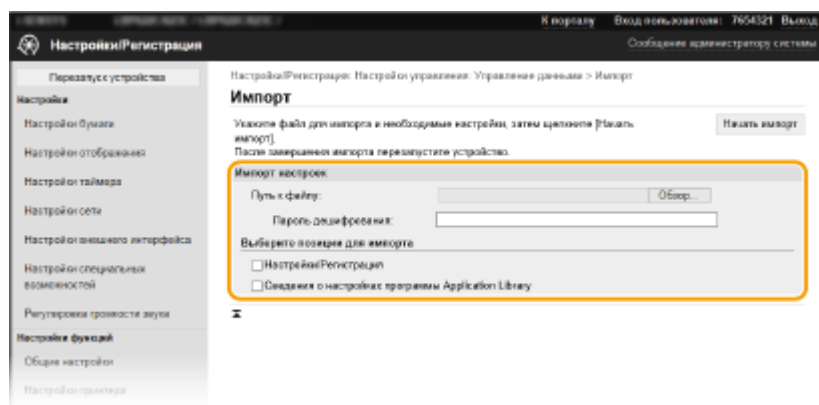 К порталу Вход пользователя: 7654321 Выход
Настройки/Регистрация
Сообщение администратору системы
Перезапуск устройства
Настройки
Настройки бумаги
Настройки отображения
Настройки таймера
Настройки сети
Настройки внешнего интерфейса
Настройки специальных
возможностей
Регулировка громкости звука
Настройки функций
Общие настройки
Настройки принтера
Настройки/Регистрация: Настройки управления: Управление данными > Импорт
Импорт
Укажите файл для импорта и необходимые настройки, затем щелкните [Начать
импорт].
После завершения импорта перезапустите устройство.
Начать импорт
Импорт настроек
Путь к файлу:
Обзор...
Пароль дешифрования:
Выберите позиции для импорта
Настройки/Регистрация
Сведения о настройках программы Application Library